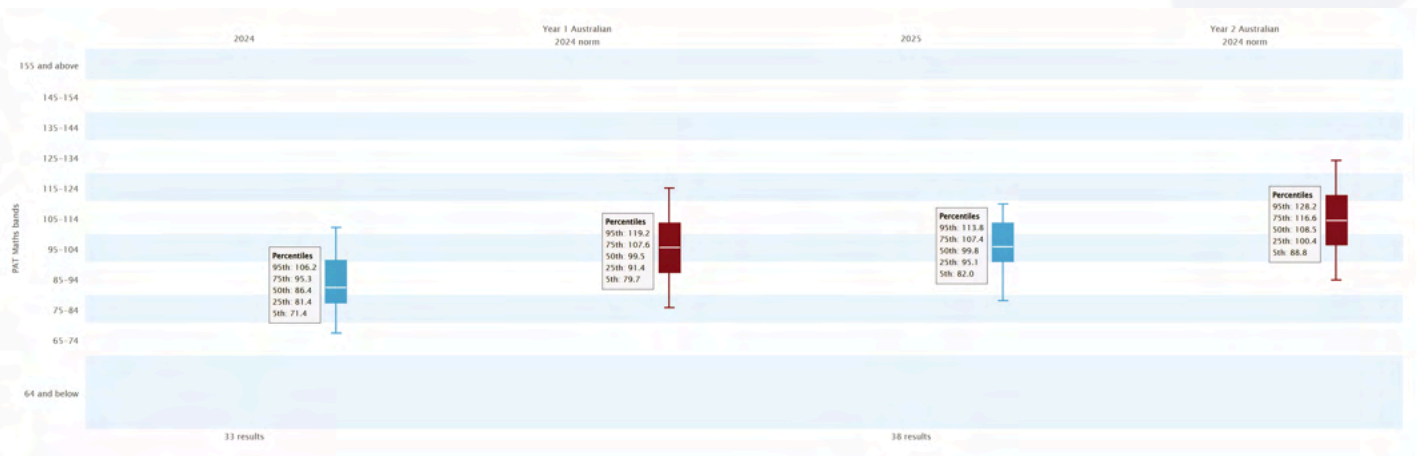 2024
Year 1 Australian
2024 norm
2025
Year 2 Australian
2024 norm
PAT Maths bands
155 and above
145-154
135-144
125-134
115-124
105-114
95-104
85-94
75-84
65-74
64 and below
Percentiles
95th: 106.2
75th: 95.3
50th: 86.4
25th: 81.4
5th: 71.4
Percentiles
95th: 119.2
75th: 107.6
50th: 99.5
25th: 91.4
5th: 79.7
Percentiles
95th: 113.8
75th: 107.4
50th: 99.8
25th: 95.1
5th: 82.0
Percentiles
95th: 128.2
75th: 116.6
50th: 108.5
25th: 100.4
5th: 88.8
33 results
38 results